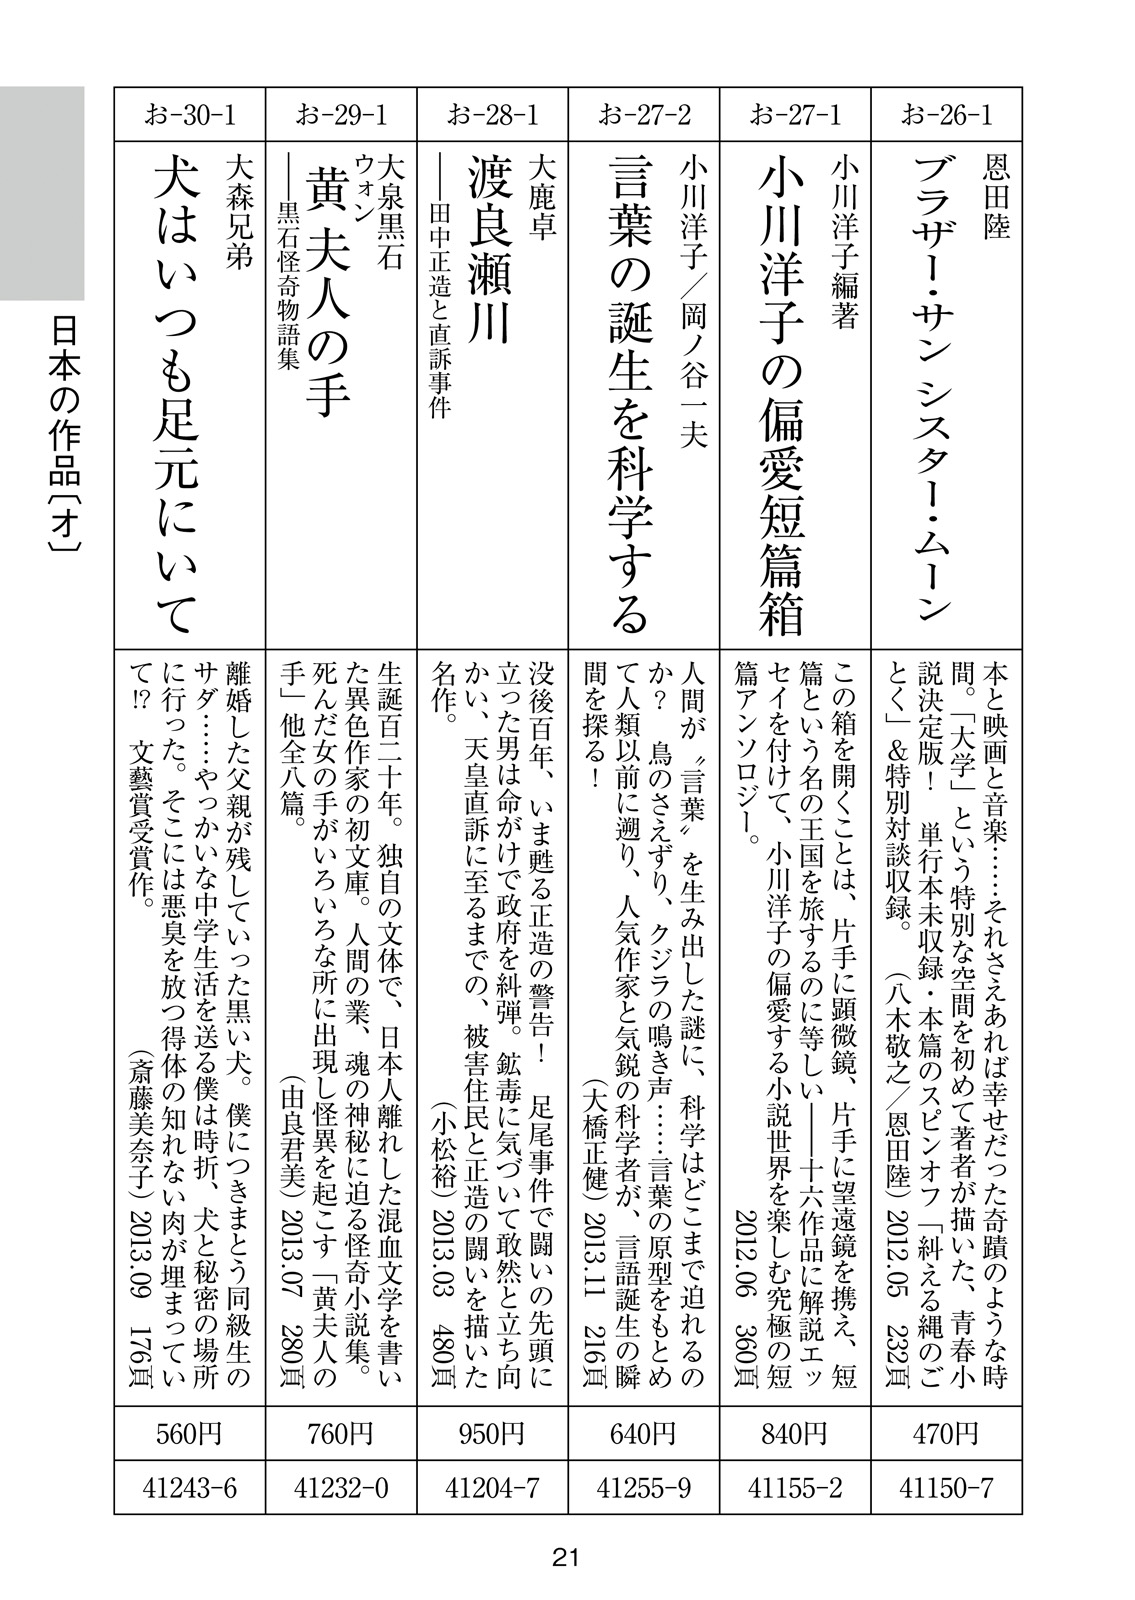 日本の作品〔オ〕
お-26-1
恩田陸
ブラザー・サン シスター・ムーン
本と映画と音楽……それさえあれば幸せだった奇蹟のような時
間。「大学」という特別な空間を初めて著者が描いた、青春小
説決定版！　単行本未収録・本篇のスピンオフ「糾える縄のご
とく」＆特別対談収録。　（八木敬之／恩田陸）2012.05　232頁
470円
41150-7
お-27-1
小川洋子編著
小川洋子の偏愛短篇箱
この箱を開くことは、片手に顕微鏡、片手に望遠鏡を携え、短
篇という名の王国を旅するのに等しい――十六作品に解説エッ
セイを付けて、小川洋子の偏愛する小説世界を楽しむ究極の短
篇アンソロジー。　2012.06　360頁
840円
41155-2
お-27-2
小川洋子／岡ノ谷一夫
言葉の誕生を科学する
人間が〝言葉〟を生み出した謎に、科学はどこまで迫れるの
か？　鳥のさえずり、クジラの鳴き声……言葉の原型をもとめ
て人類以前に遡り、人気作家と気鋭の科学者が、言語誕生の瞬
間を探る！　（大橋正健）2013.11　216頁
640円
41255-9
お-28-1
大鹿卓
渡良瀬川
――田中正造と直訴事件
没後百年、いま甦る正造の警告！　足尾事件で闘いの先頭に
立った男は命がけで政府を糾弾。鉱毒に気づいて敢然と立ち向
かい、天皇直訴に至るまでの、被害住民と正造の闘いを描いた
名作。　（小松裕）2013.03　480頁
950円
41204-7
お-29-1
大泉黒石
ウォン
黄夫人の手
――黒石怪奇物語集
生誕百二十年。独自の文体で、日本人離れした混血文学を書い
た異色作家の初文庫。人間の業、魂の神秘に迫る怪奇小説集。
死んだ女の手がいろいろな所に出現し怪異を起こす「黄夫人の
手」他全八篇。　（由良君美）2013.07　280頁
760円
41232-0
お-30-1
大森兄弟
犬はいつも足元にいて
離婚した父親が残していった黒い犬。僕につきまとう同級生の
サダ……やっかいな中学生活を送る僕は時折、犬と秘密の場所
に行った。そこには悪臭を放つ得体の知れない肉が埋まってい
て!?　文藝賞受賞作。　（斎藤美奈子）2013.09　176頁
560円
41243-6
21